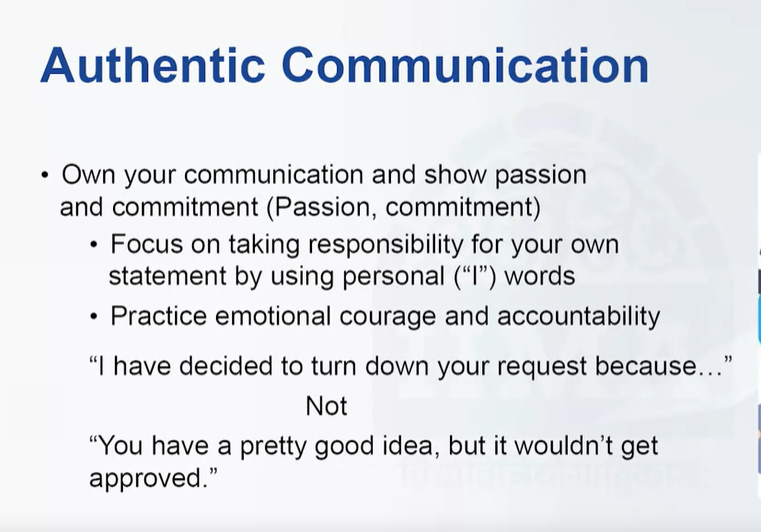 Authentic Communication
• Own your communication and show passion
and commitment (Passion, commitment)
• Focus on taking responsibility for your own
statement by using personal (“I”) words
• Practice emotional courage and accountability
“I have decided to turn down your request because…”
Not
“You have a pretty good idea, but it wouldn’t get
approved.”